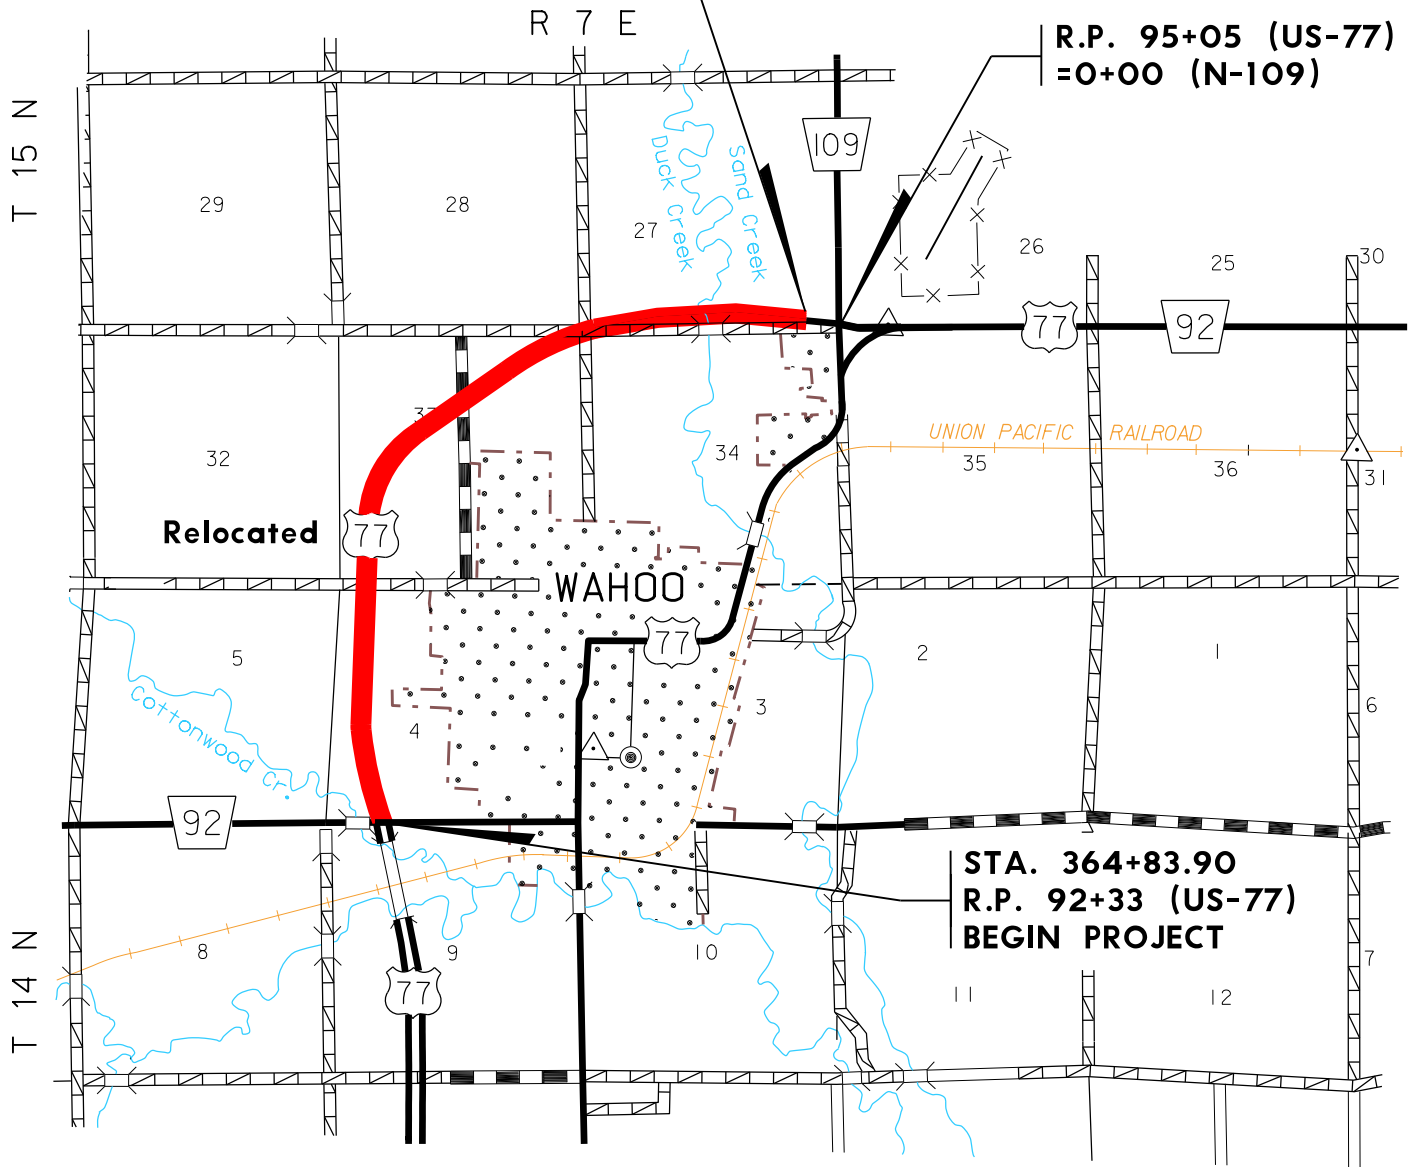 R 7 E
R.P. 95+05 (US-77)
=0+00 (N-109)
T 15 N
109
Duck Creek
Sand Creek
29
28
27
26
25
30
77
92
32
34
UNION PACIFIC RAILROAD
35
36
31
Relocated
77
WAHOO
77
5
4
3
2
1
6
Cottonwood Cr.
92
STA. 364+83.90
R.P. 92+33 (US-77)
BEGIN PROJECT
T 14 N
8
9
10
11
12
7
77